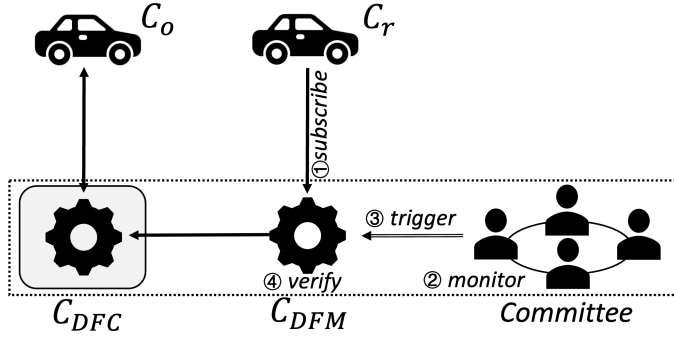 C_o
C_r
①subscribe
③ trigger
④ verify
② monitor
C_DFC
C_DFM
Committee